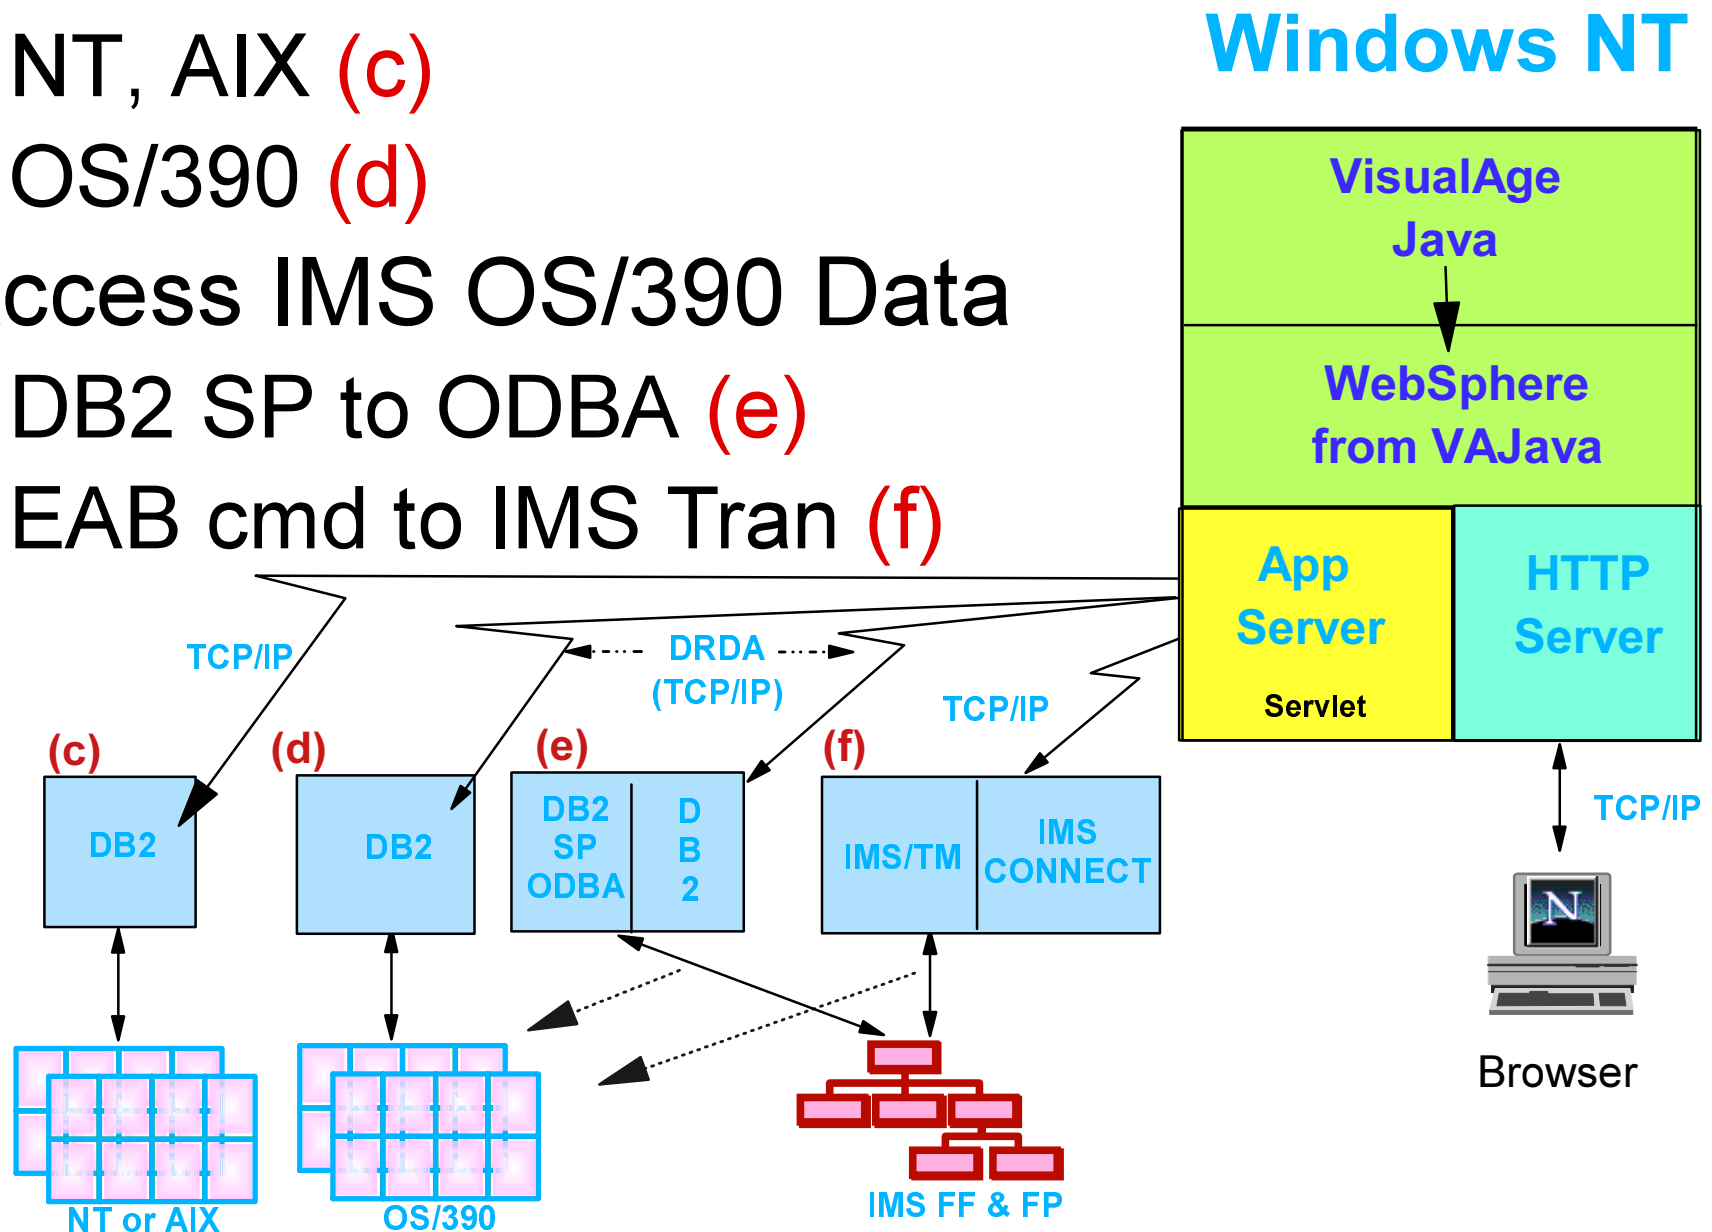 NT, AIX (c)
OS/390 (d)
ccess IMS OS/390 Data
DB2 SP to ODBA (e)
EAB cmd to IMS Tran (f)
Windows NT
VisualAge
Java
WebSphere
from VAJava
App
Server
Servlet
HTTP
Server
TCP/IP
DRDA
(TCP/IP)
TCP/IP
TCP/IP
(c)
(d)
(e)
(f)
DB2
DB2
DB2
SP
ODBA
D
B
2
IMS/TM
IMS
CONNECT
N
Browser
NT or AIX
OS/390
IMS FF & FP